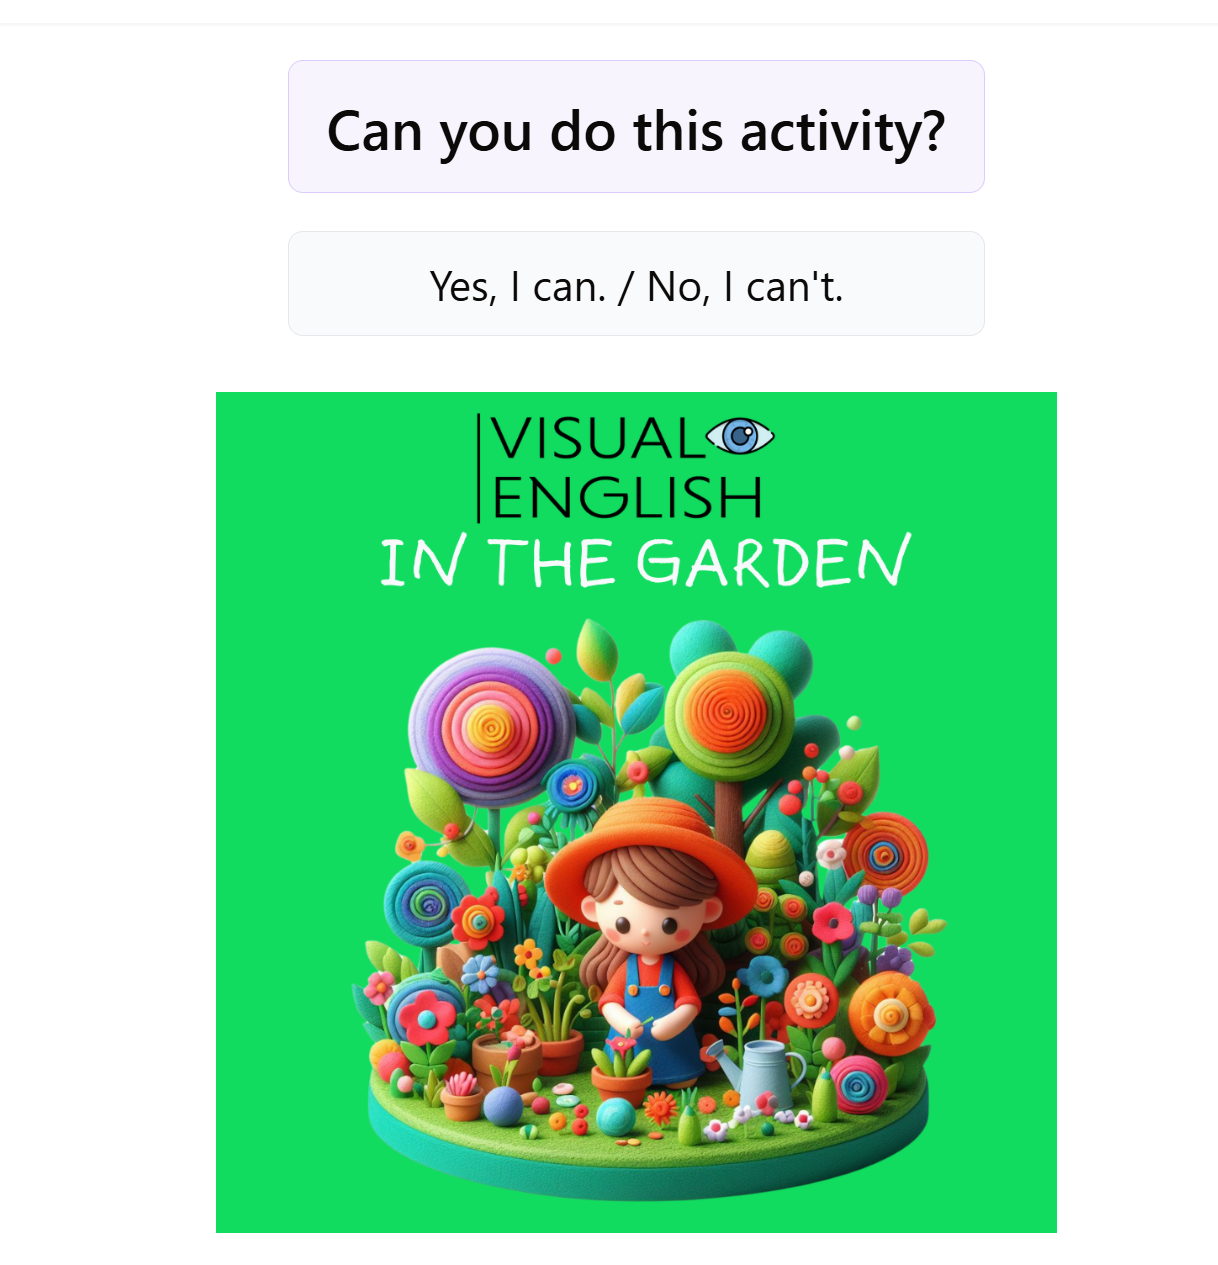 Can you do this activity?
Yes, I can. / No, I can't.
VISUAL
ENGLISH
IN THE GARDEN